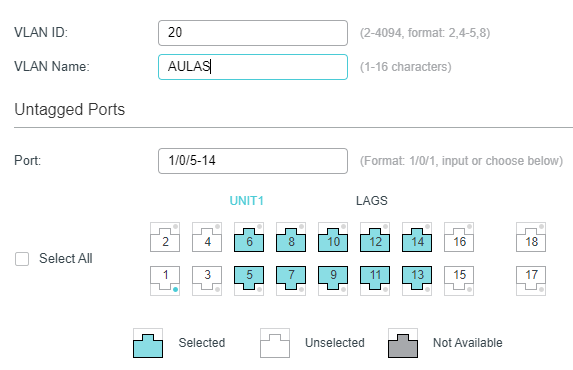 VLAN ID: 20 (2-4094, format: 2,4-5,8)
VLAN Name: AULAS (1-16 characters)
Untagged Ports
Port: 1/0/5-14 (Format: 1/0/1, input or choose below)
UNIT1 LAGS
2 4 6 8 10 12 14 16 18
Select All
1 3 5 7 9 11 13 15 17
Selected Unselected Not Available